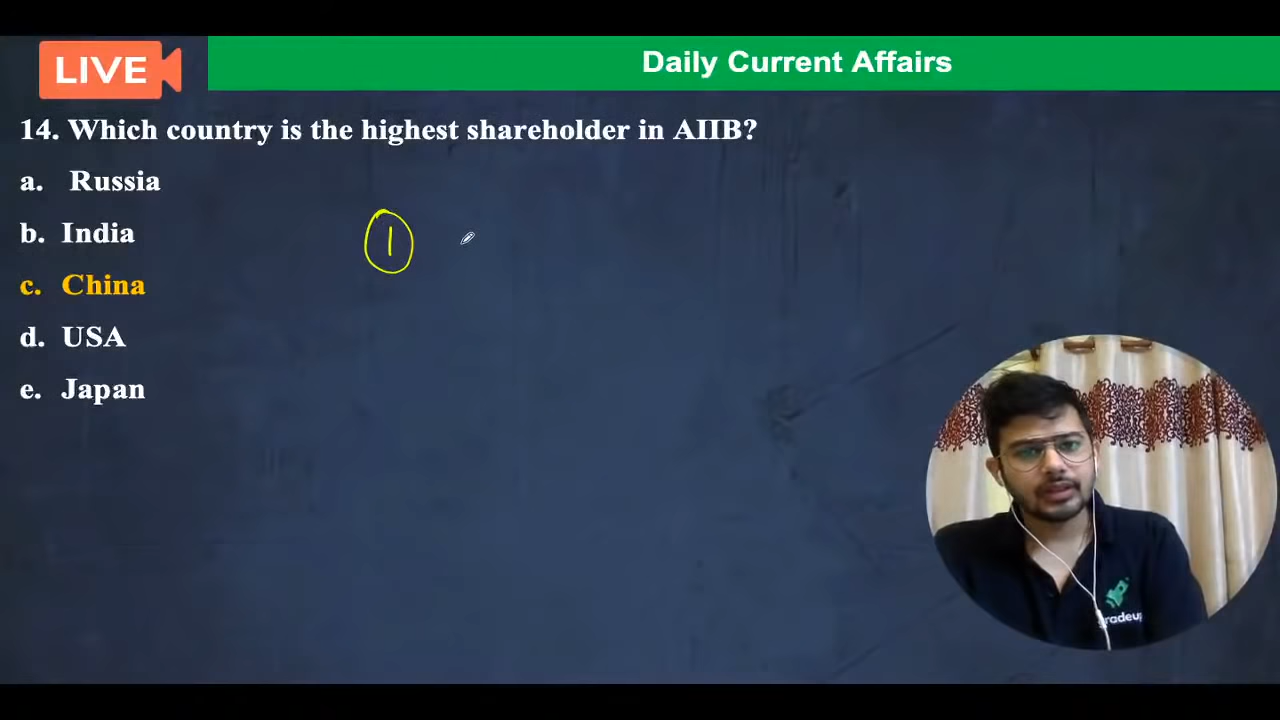 LIVE
Daily Current Affairs
14. Which country is the highest shareholder in AIIB?
a. Russia
b. India
1
c. China
d. USA
e. Japan
radeup